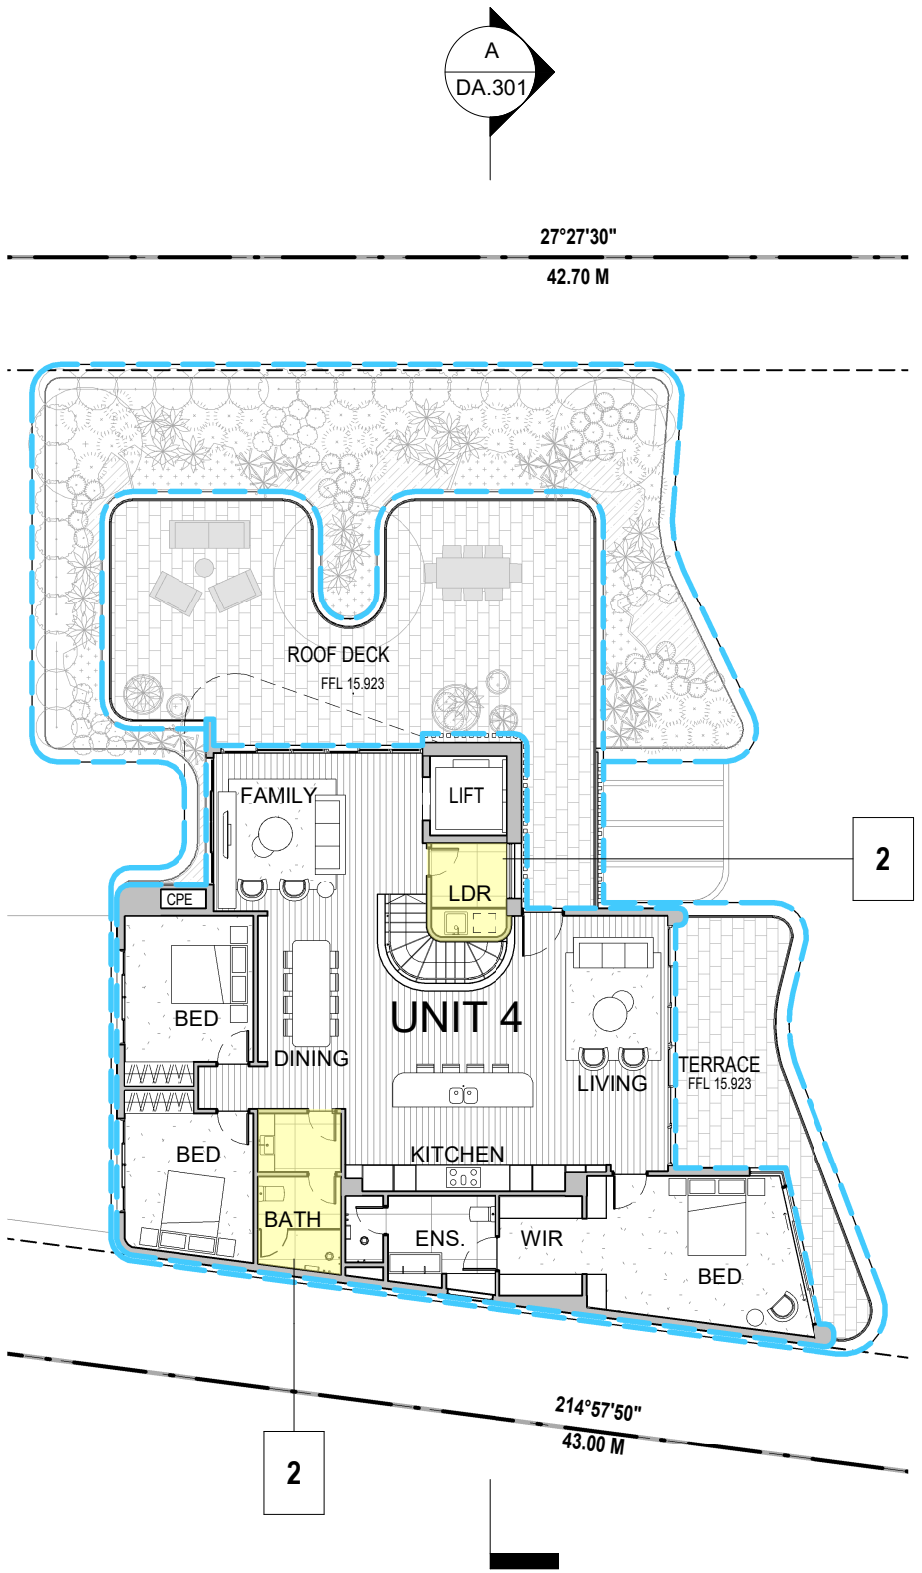 A
DA.301
27°27'30"
42.70 M
ROOF DECK
FFL 15.923
FAMILY
LIFT
2
LDR
CPE
UNIT 4
BED
DINING
LIVING
TERRACE
FFL 15.923
BED
KITCHEN
BATH
ENS.
WIR
BED
214°57'50"
43.00 M
2